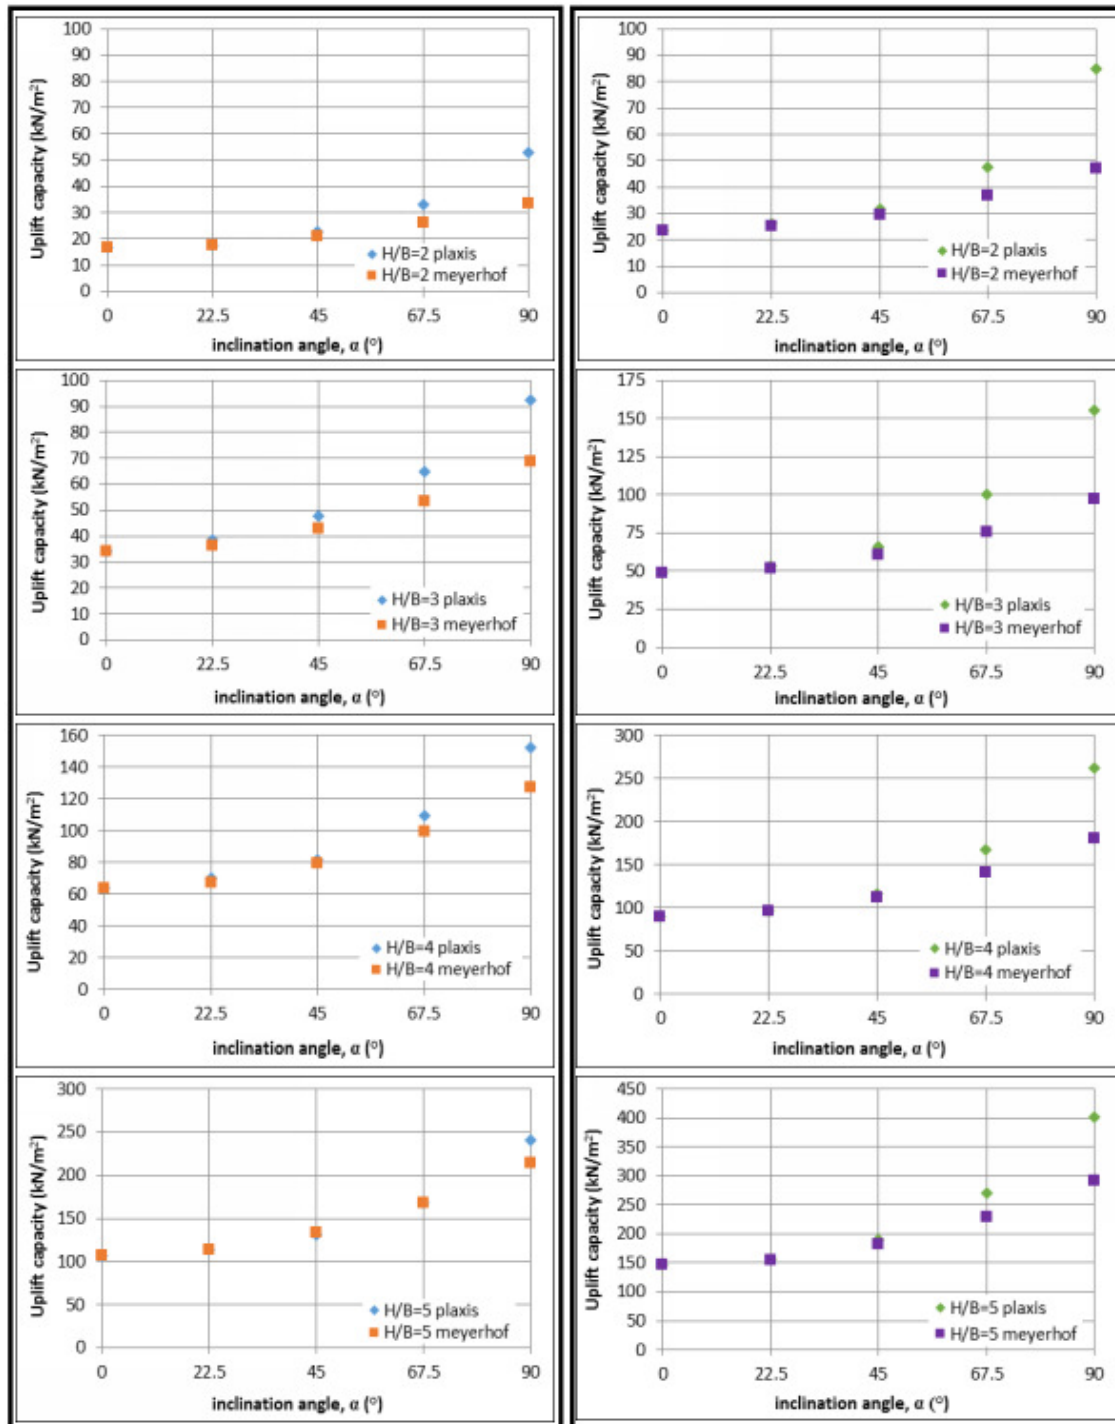 100
90
80
70
60
50
40
30
20
10
0
Uplift capacity (kN/m²)
H/B=2 plaxis
H/B=2 meyerhof
0 22.5 45 67.5 90
inclination angle, α (°)
100
90
80
70
60
50
40
30
20
10
0
Uplift capacity (kN/m²)
H/B=2 plaxis
H/B=2 meyerhof
0 22.5 45 67.5 90
inclination angle, α (°)
100
90
80
70
60
50
40
30
20
10
0
Uplift capacity (kN/m²)
H/B=3 plaxis
H/B=3 meyerhof
0 22.5 45 67.5 90
inclination angle, α (°)
175
150
125
100
75
50
25
0
Uplift capacity (kN/m²)
H/B=3 plaxis
H/B=3 meyerhof
0 22.5 45 67.5 90
inclination angle, α (°)
160
140
120
100
80
60
40
20
0
Uplift capacity (kN/m²)
H/B=4 plaxis
H/B=4 meyerhof
0 22.5 45 67.5 90
inclination angle, α (°)
300
250
200
150
100
50
0
Uplift capacity (kN/m²)
H/B=4 plaxis
H/B=4 meyerhof
0 22.5 45 67.5 90
inclination angle, α (°)
300
250
200
150
100
50
0
Uplift capacity (kN/m²)
H/B=5 plaxis
H/B=5 meyerhof
0 22.5 45 67.5 90
inclination angle, α (°)
450
400
350
300
250
200
150
100
50
0
Uplift capacity (kN/m²)
H/B=5 plaxis
H/B=5 meyerhof
0 22.5 45 67.5 90
inclination angle, α (°)